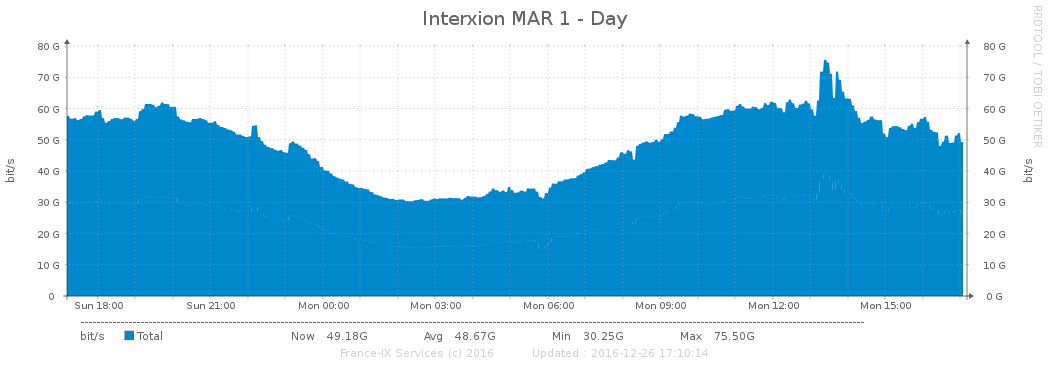 Interxion MAR 1 - Day
RRDTOOL / TOBI OETIKER
80 G 80 G
70 G 70 G
60 G 60 G
50 G 50 G
40 G 40 G
30 G 30 G
20 G 20 G
10 G 10 G
0 0 G
bit/s bit/s
Sun 18:00 Sun 21:00 Mon 00:00 Mon 03:00 Mon 06:00 Mon 09:00 Mon 12:00 Mon 15:00
bit/s Total Now 49.18G Avg 48.67G Min 30.25G Max 75.50G
France-IX Services (c) 2016 Updated : 2016-12-26 17:10:14